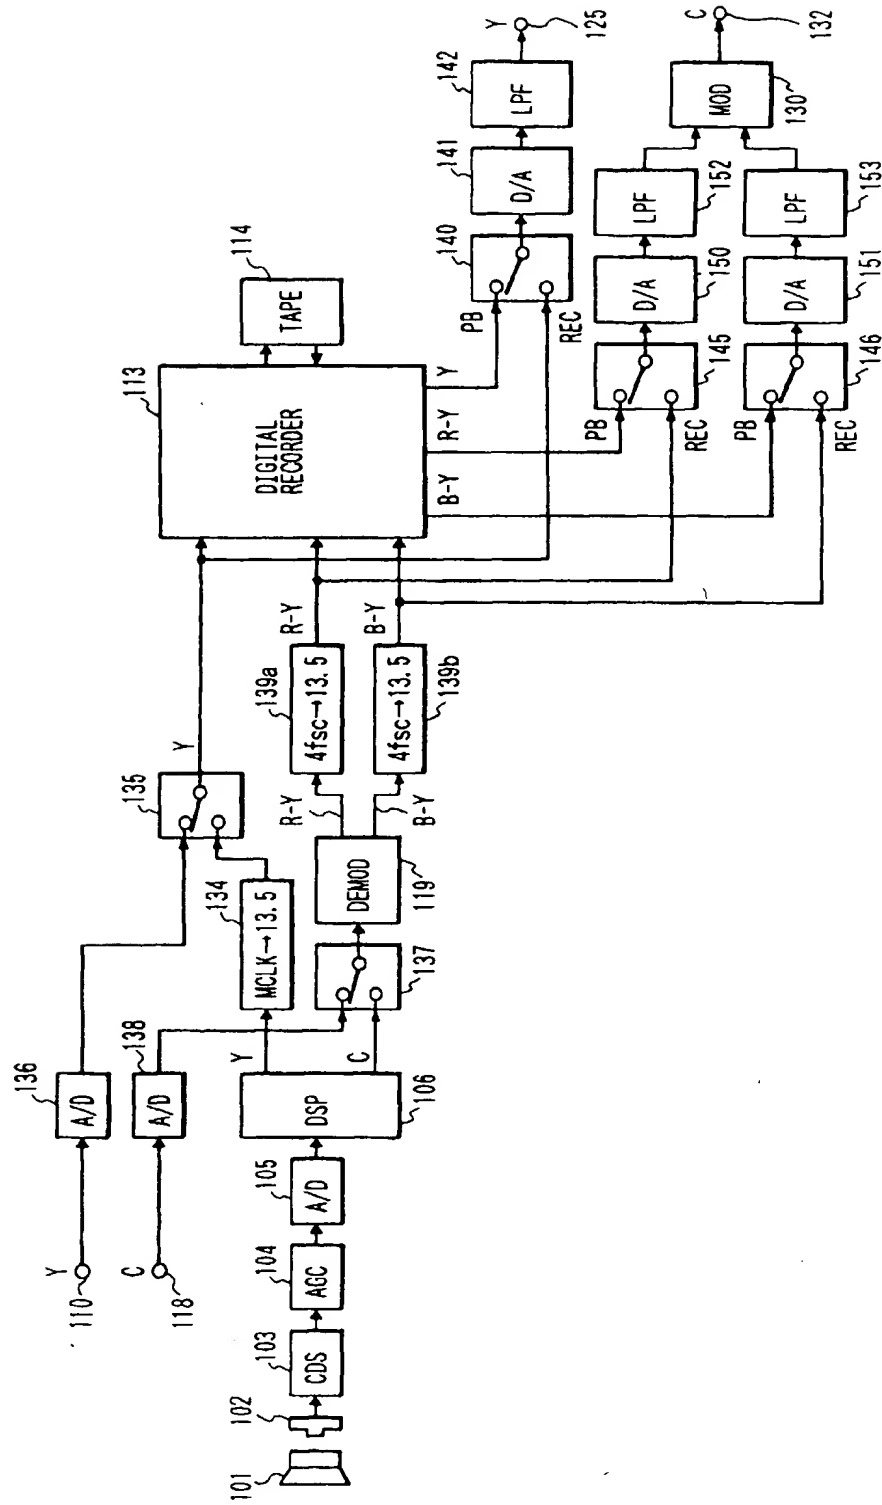 Y
110
A/D
136
C
118
A/D
138
101
102
CDS
103
AGC
104
A/D
105
DSP
106
Y
C
MCLK→13.5
134
135
Y
137
DEMOD
119
R-Y
B-Y
4fsc→13.5
139a
4fsc→13.5
139b
R-Y
B-Y
DIGITAL
RECORDER
113
TAPE
114
Y
R-Y
B-Y
PB
REC
140
D/A
141
LPF
142
Y
125
PB
REC
145
D/A
150
LPF
152
PB
REC
146
D/A
151
LPF
153
MOD
130
C
132